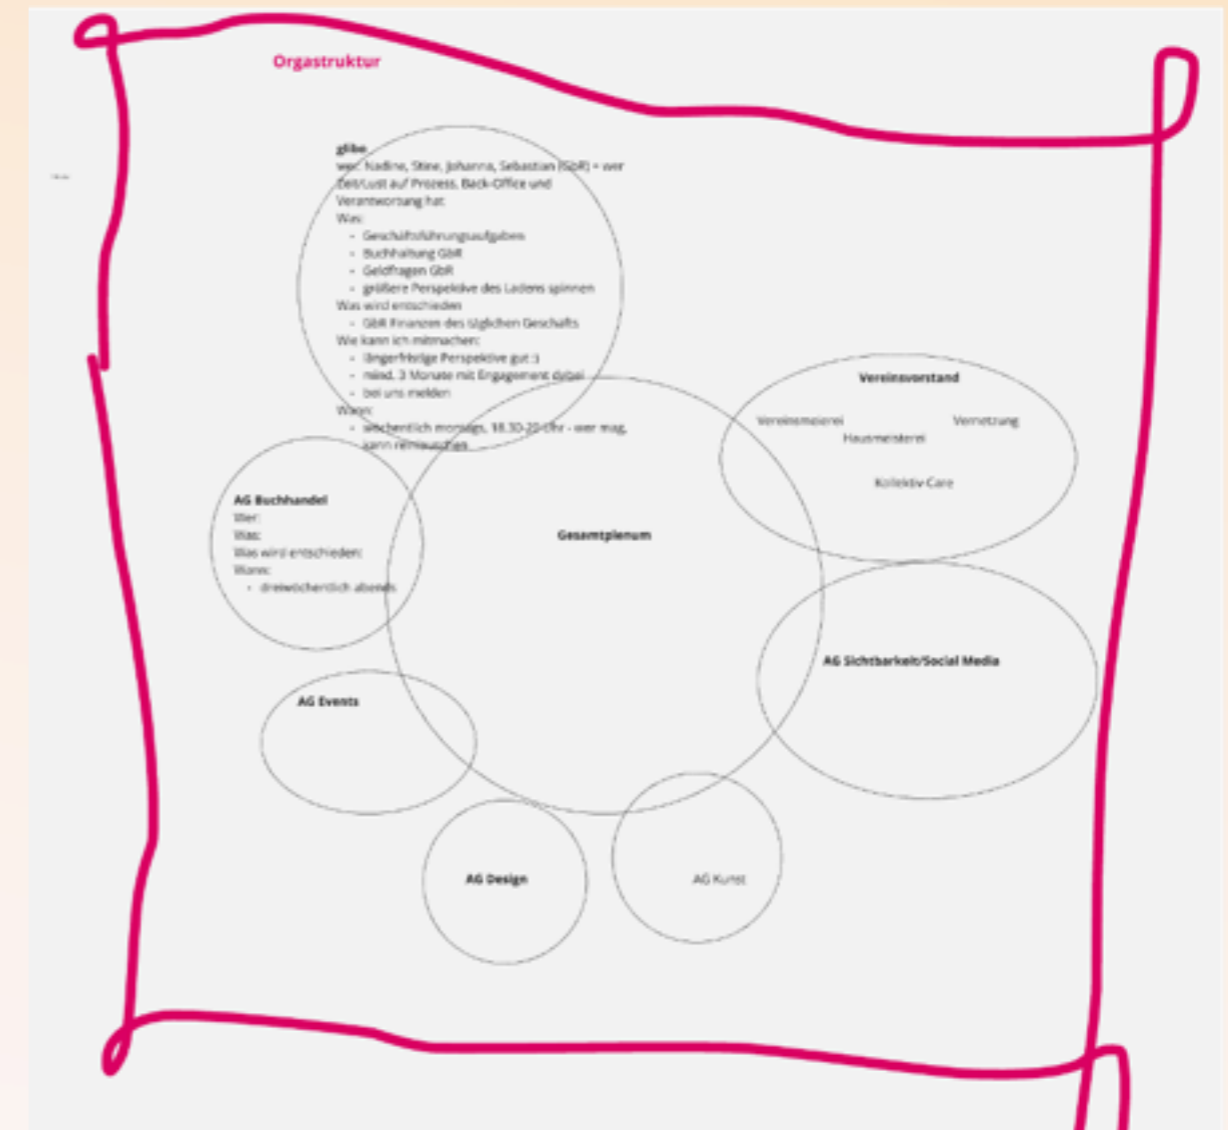 Orgastruktur
glibo
wer: Nadine, Stine, Johanna, Sebastian (GbR) + wer
Zeit/Lust auf Prozess, Back-Office und
Verantwortung hat
Was:
• Geschäftsführungsaufgaben
• Buchhaltung GbR
• Geldfragen GbR
• größere Perspektive des Ladens spinnen
Was wird entschieden
• GbR Finanzen des täglichen Geschäfts
Wie kann ich mitmachen:
• längerfristige Perspektive gut :)
• mind. 3 Monate mit Engagement dabei
• bei uns melden
Wann:
• wöchentlich montags, 18.30-20 Uhr - wer mag,
kann reinrauschen
Vereinsvorstand
Vereinsmeierei Vernetzung
Hausmeisterei
Kollektiv-Care
AG Buchhandel
Wer:
Was:
Was wird entschieden:
Wann:
• dreiwöchentlich abends
Gesamtplenum
AG Sichtbarkeit/Social Media
AG Events
AG Design
AG Kunst